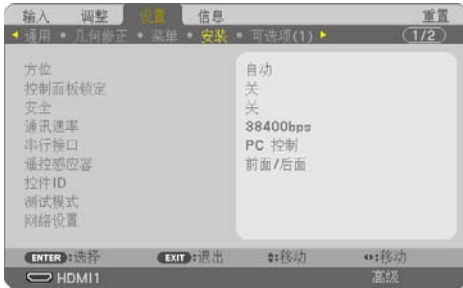 输入 调整 设置 信息 重置
通用 • 几何修正 • 菜单 • 安装 • 可选项(1) (1/2)
方位 自动
控制面板锁定 关
安全 关
通讯速率 38400bps
串行接口 PC 控制
遥控感应器 前面/后面
控件ID
测试模式
网络设置
ENTER :选择 EXIT :退出 :移动 :移动
HDMI1 高级